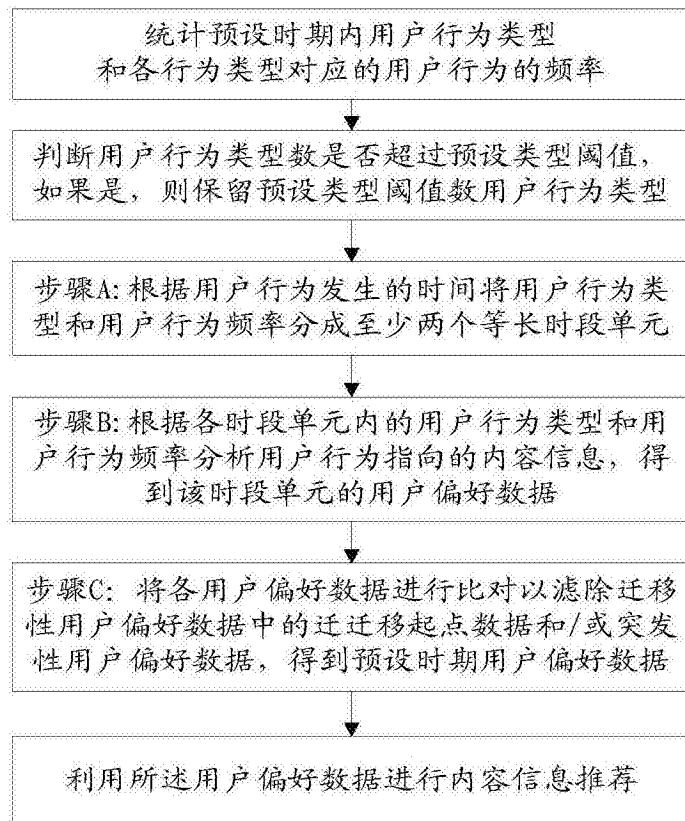 统计预设时期内用户行为类型
和各行为类型对应的用户行为的频率
判断用户行为类型数是否超过预设类型阈值，
如果是，则保留预设类型阈值数用户行为类型
步骤A:根据用户行为发生的时间将用户行为类
型和用户行为频率分成至少两个等长时段单元
步骤B:根据各时段单元内的用户行为类型和用
户行为频率分析用户行为指向的内容信息，得
到该时段单元的用户偏好数据
步骤C: 将各用户偏好数据进行比对以滤除迁移
性用户偏好数据中的迁迁移起点数据和/或突发
性用户偏好数据，得到预设时期用户偏好数据
利用所述用户偏好数据进行内容信息推荐